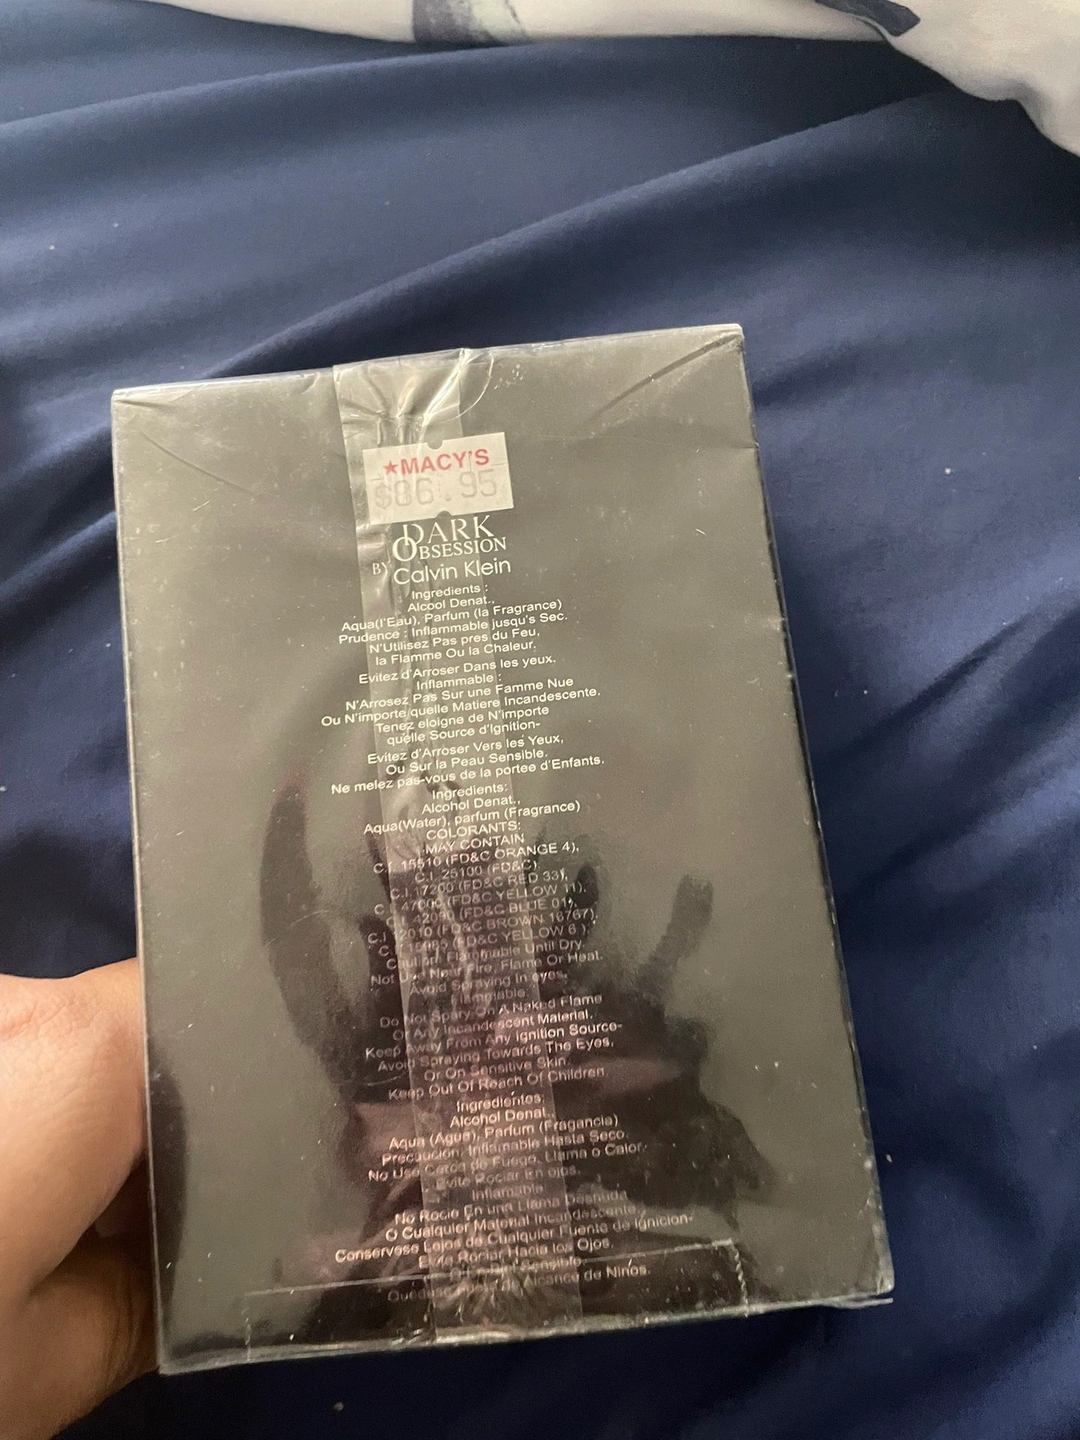 ★MACY'S
$86.95
DARK
OBSESSION
BY Calvin Klein
Ingredients :
Alcool Denat.,
Aqua(l'Eau), Parfum (la Fragrance)
Prudence : Inflammable jusqu's Sec.
N'Utilisez Pas pres du Feu,
la Flamme Ou la Chaleur.
Evitez d'Arroser Dans les yeux.
Inflammable :
N'Arrosez Pas Sur une Famme Nue
Ou N'importe quelle Matiere Incandescente.
Tenez eloigne de N'importe
quelle Source d'Ignition-
Evitez d'Arroser Vers les Yeux,
Ou Sur la Peau Sensible.
Ne melez pas-vous de la portee d'Enfants.
Ingredients:
Alcohol Denat.,
Aqua(Water), parfum (Fragrance)
COLORANTS:
MAY CONTAIN
C.I. 15510 (FD&C ORANGE 4),
C.I. 25100 (FD&C)
C.I. 17200 (FD&C RED 33),
47000 (FD&C YELLOW 11),
42090 (FD&C BLUE 01),
C.I (FD&C BROWN 16767),
(FD&C YELLOW 6 )
Caution: Flammable Until Dry.
Not Use Near Fire, Flame Or Heat.
Avoid Spraying In eyes.
Do Not Spary On A Naked Flame
Or Any Incandescent Material.
Keep Away From Any Ignition Source-
Avoid Spraying Towards The Eyes,
Or On Sensitive Skin.
Keep Out Of Reach Of Children
Ingredientes:
Alcohol Denat.,
Aqua (Agua), Parfum (Fragancia)
Precaucion: Inflamable Hasta Seco.
No Use Cerca de Fuego, Llama o Calor.
Evite Rociar En ojos.
Inflamable
No Rocie En una Llama Desnuda
O Cualquier Material Incandescente
Conservese Lejos de Cualquier Fuente de Ignicion-
Evite Rociar Hacia los Ojos,
Sensible.
Alcance de Ninos.